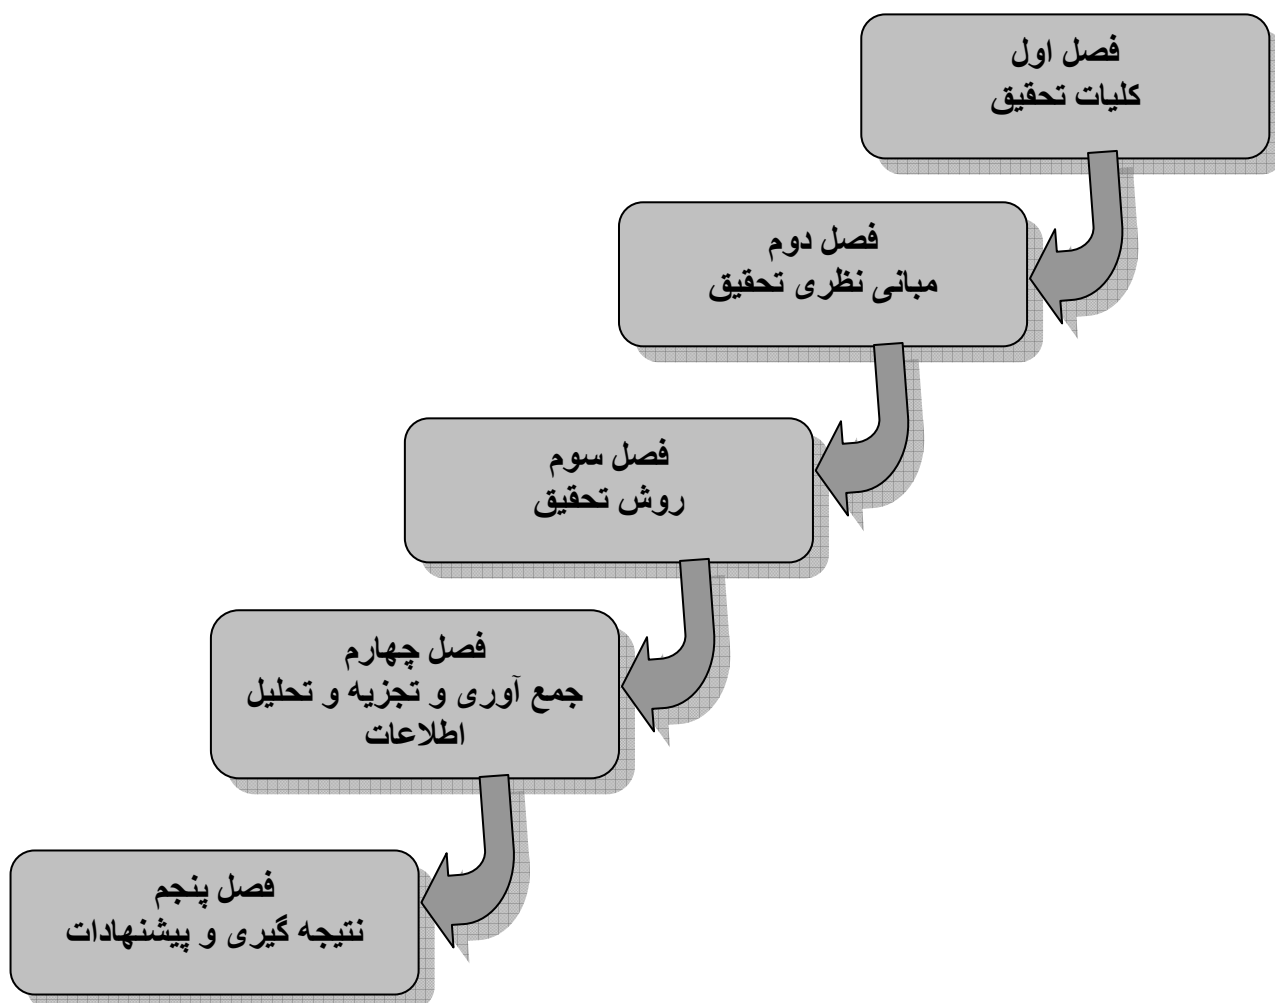 فصل اول
کلیات تحقیق
فصل دوم
مبانی نظری تحقیق
فصل سوم
روش تحقیق
فصل چهارم
جمع آوری و تجزیه و تحلیل
اطلاعات
فصل پنجم
نتیجه گیری و پیشنهادات